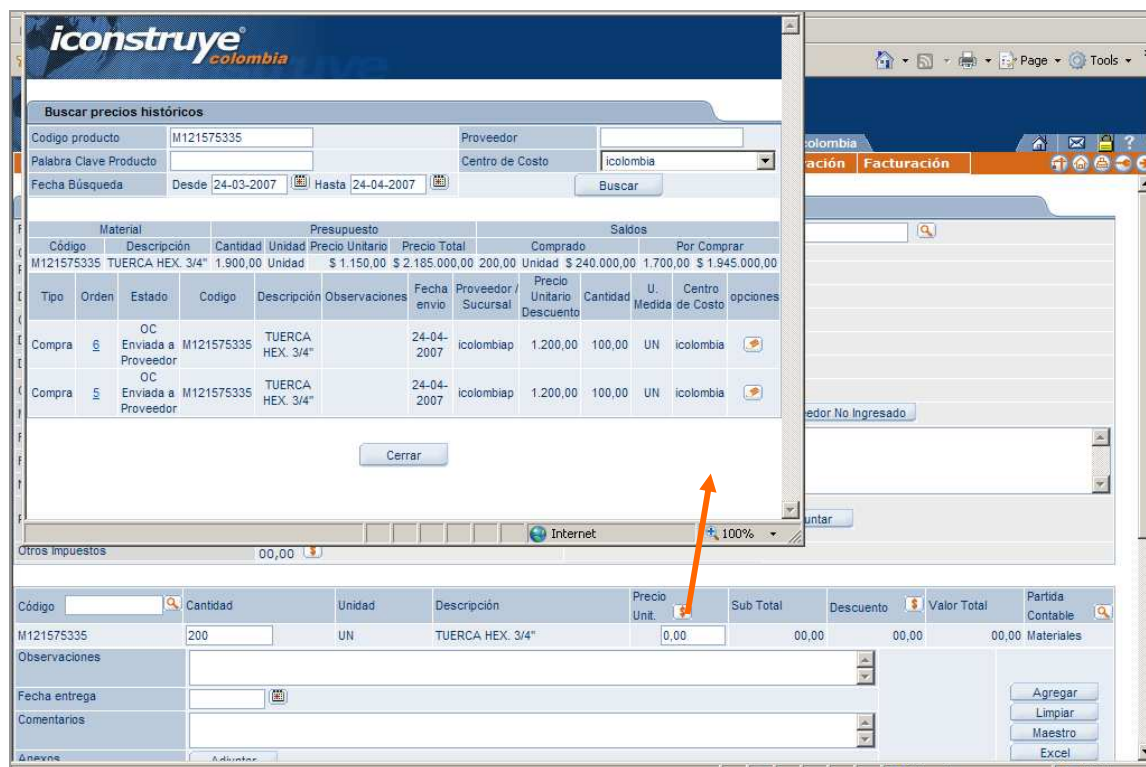 iconstruye
colombia
Page Tools
Buscar precios históricos
Codigo producto M121575335 Proveedor
Palabra Clave Producto Centro de Costo icolombia
Fecha Búsqueda Desde 24-03-2007 Hasta 24-04-2007 Buscar
Material Presupuesto Saldos
Código Descripción Cantidad Unidad Precio Unitario Precio Total Comprado Por Comprar
M121575335 TUERCA HEX. 3/4" 1.900,00 Unidad $ 1.150,00 $ 2.185.000,00 200,00 Unidad $ 240.000,00 1.700,00 $ 1.945.000,00
Tipo Orden Estado Codigo Descripción Observaciones Fecha envio Proveedor / Sucursal Precio Unitario Descuento Cantidad U. Medida Centro de Costo opciones
Compra 6 OC Enviada a Proveedor M121575335 TUERCA HEX. 3/4" 24-04-2007 icolombiap 1.200,00 100,00 UN icolombia
Compra 5 OC Enviada a Proveedor M121575335 TUERCA HEX. 3/4" 24-04-2007 icolombiap 1.200,00 100,00 UN icolombia
Cerrar
Internet 100%
colombia
ración Facturación
edor No Ingresado
untar
Otros Impuestos 00,00
Código Cantidad Unidad Descripción Precio Unit. Sub Total Descuento Valor Total Partida Contable
M121575335 200 UN TUERCA HEX. 3/4" 0,00 00,00 00,00 00,00 Materiales
Observaciones
Fecha entrega
Comentarios
Agregar
Limpiar
Maestro
Excel
Anexos Adjuntar